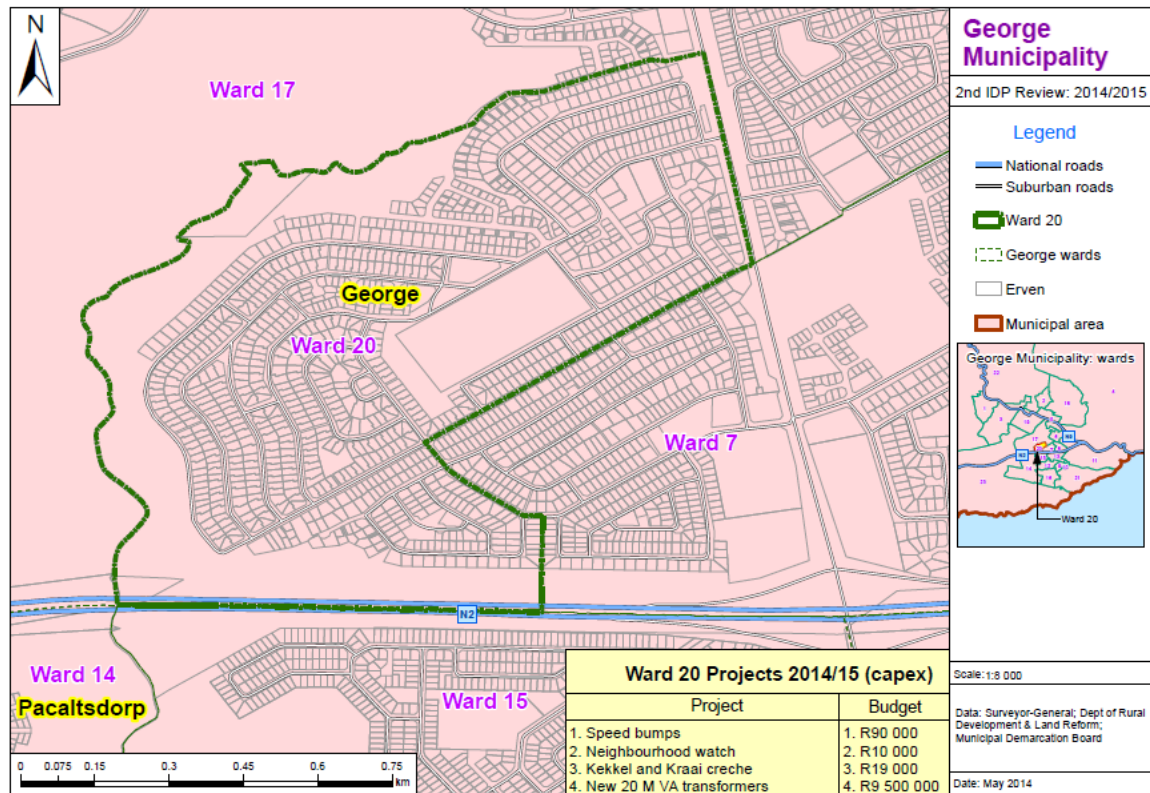 N
Ward 17
George
Ward 20
Ward 7
N2
Ward 14
Pacaltsdorp
Ward 15
0 0.075 0.15 0.3 0.45 0.6 0.75
km
Ward 20 Projects 2014/15 (capex)
Project Budget
1. Speed bumps 1. R90 000
2. Neighbourhood watch 2. R10 000
3. Kekkel and Kraai creche 3. R19 000
4. New 20 M VA transformers 4. R9 500 000
George
Municipality
2nd IDP Review: 2014/2015
Legend
National roads
Suburban roads
Ward 20
George wards
Erven
Municipal area
George Municipality: wards
N2
Ward 20
Scale:1:8 000
Data: Surveyor-General; Dept of Rural
Development & Land Reform;
Municipal Demarcation Board
Date: May 2014